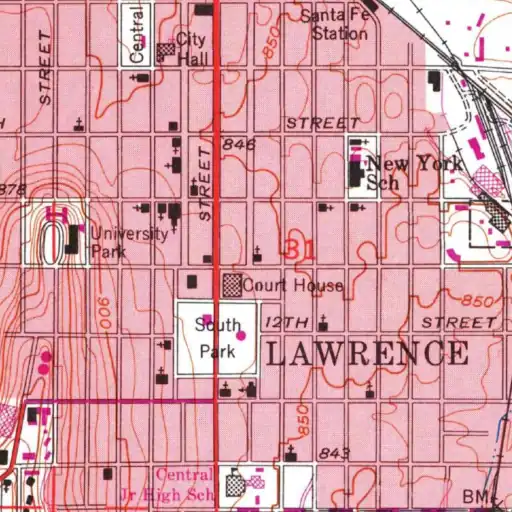 Central
City
Hall
Santa Fe
Station
850
STREET
H
STREET
846
STREET
878
New York
Sch
University
Park
31
Court House
900
850
South
Park
12TH
STREET
LAWRENCE
850
843
Central
Jr High Sch
BM